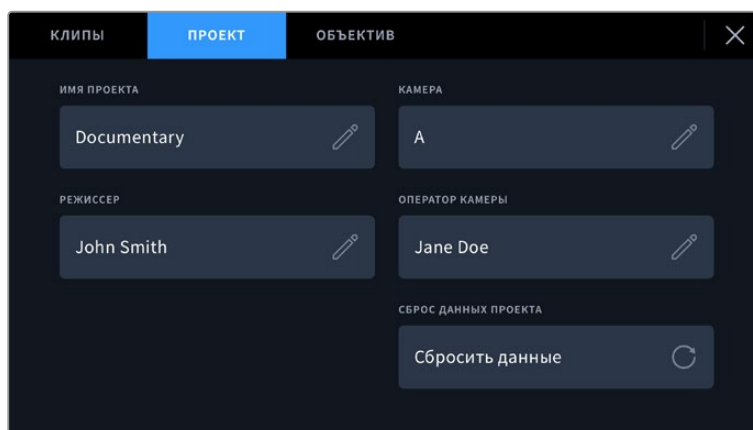 КЛИПЫ ПРОЕКТ ОБЪЕКТИВ
ИМЯ ПРОЕКТА КАМЕРА
Documentary A
РЕЖИССЕР ОПЕРАТОР КАМЕРЫ
John Smith Jane Doe
СБРОС ДАННЫХ ПРОЕКТА
Сбросить данные